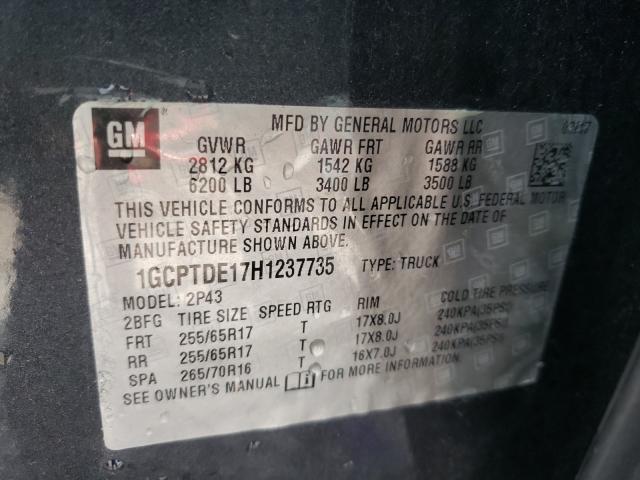 GM
MFD BY GENERAL MOTORS LLC 03/17
GVWR GAWR FRT GAWR RR
2812 KG 1542 KG 1588 KG
6200 LB 3400 LB 3500 LB
THIS VEHICLE CONFORMS TO ALL APPLICABLE U.S. FEDERAL MOTOR
VEHICLE SAFETY STANDARDS IN EFFECT ON THE DATE OF
MANUFACTURE SHOWN ABOVE.
1GCPTDE17H1237735 TYPE: TRUCK
MODEL: 2P43
2BFG TIRE SIZE SPEED RTG RIM COLD TIRE PRESSURE
FRT 255/65R17 T 17X8.0J 240KPA(35PSI)
RR 255/65R17 T 17X8.0J 240KPA(35PSI)
SPA 265/70R16 T 16X7.0J 240KPA(35PSI)
SEE OWNER'S MANUAL FOR MORE INFORMATION.